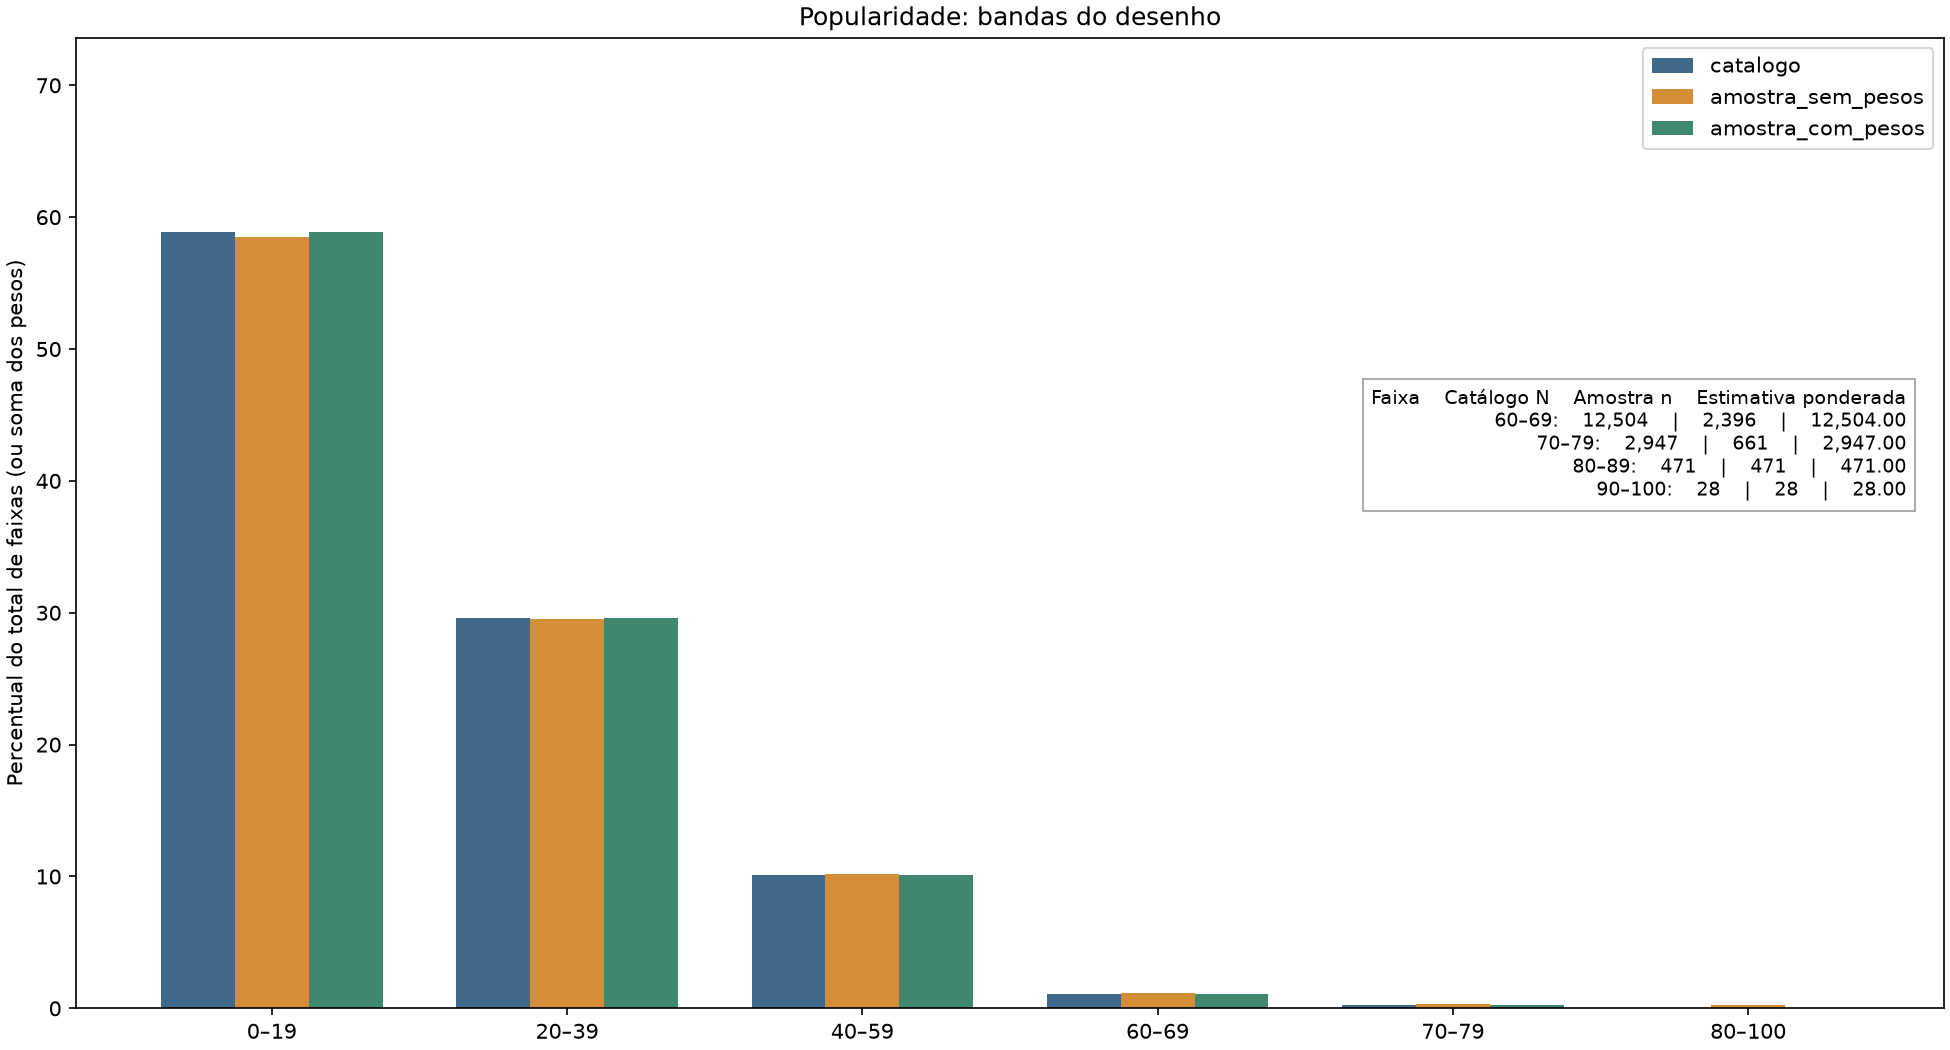 Popularidade: bandas do desenho
catalogo
amostra_sem_pesos
amostra_com_pesos
Percentual do total de faixas (ou soma dos pesos)
70
60
50
40
30
20
10
0
Faixa Catálogo N Amostra n Estimativa ponderada
60–69: 12,504 | 2,396 | 12,504.00
70–79: 2,947 | 661 | 2,947.00
80–89: 471 | 471 | 471.00
90–100: 28 | 28 | 28.00
0–19 20–39 40–59 60–69 70–79 80–100